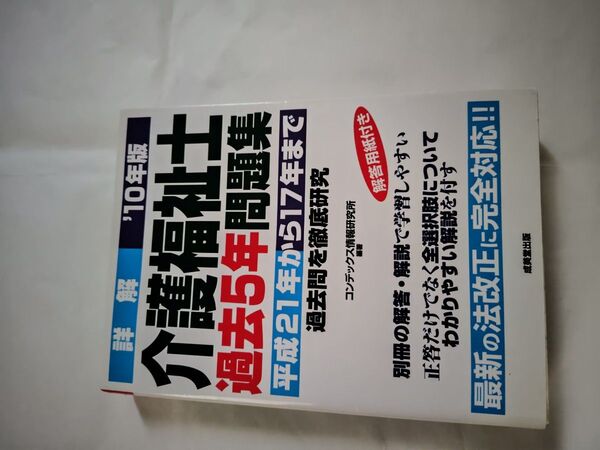 詳解 '10年版
介護福祉士
過去5年問題集
平成21年から17年まで
過去問を徹底研究
コンデックス情報研究所
編著
解答用紙付き
別冊の解答・解説で学習しやすい
正答だけでなく全選択肢について
わかりやすい解説を付す
最新の法改正に完全対応!!
成美堂出版